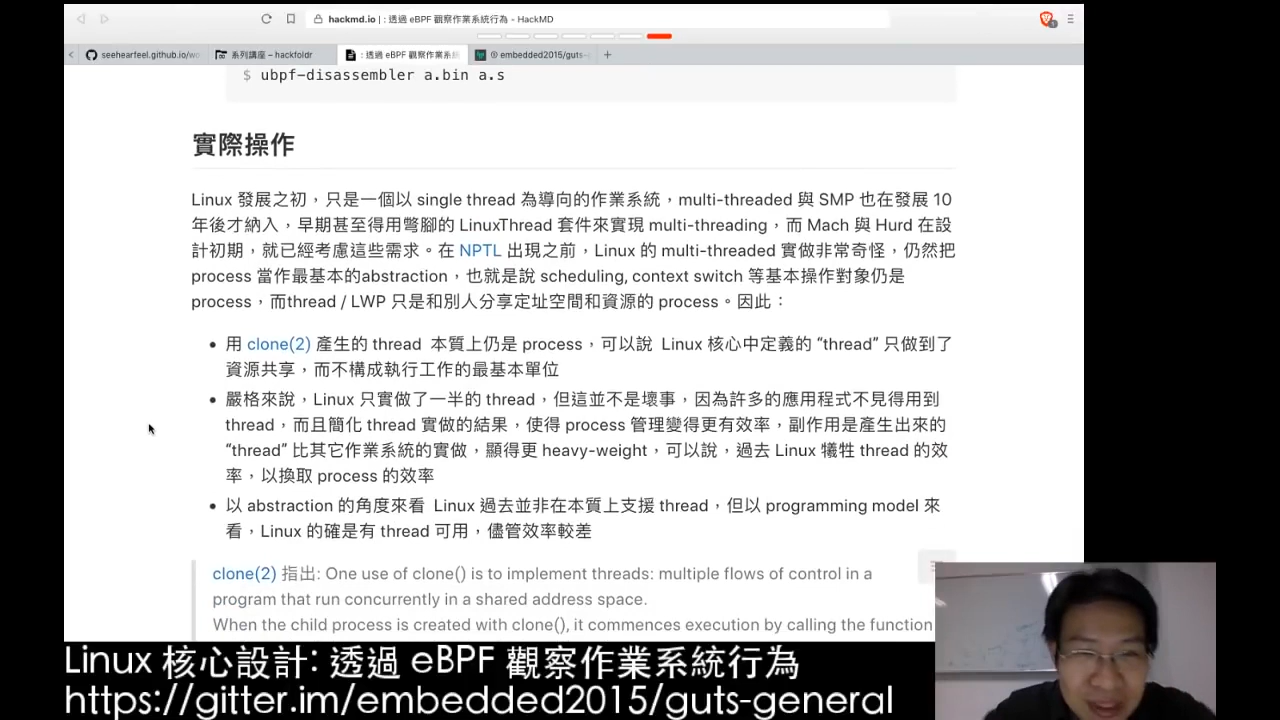 hackmd.io | : 透過 eBPF 觀察作業系統行為 - HackMD
seehearfeel.github.io/wo
系列講座 – hackfoldr
: 透過 eBPF 觀察作業系統
embedded2015/guts-g
$ ubpf-disassembler a.bin a.s
實際操作
Linux 發展之初，只是一個以 single thread 為導向的作業系統，multi-threaded 與 SMP 也在發展 10
年後才納入，早期甚至得用彆腳的 LinuxThread 套件來實現 multi-threading，而 Mach 與 Hurd 在設
計初期，就已經考慮這些需求。在 NPTL 出現之前，Linux 的 multi-threaded 實做非常奇怪，仍然把
process 當作最基本的abstraction，也就是說 scheduling, context switch 等基本操作對象仍是
process，而thread / LWP 只是和別人分享定址空間和資源的 process。因此：
• 用 clone(2) 產生的 thread 本質上仍是 process，可以說 Linux 核心中定義的 “thread” 只做到了
資源共享，而不構成執行工作的最基本單位
• 嚴格來說，Linux 只實做了一半的 thread，但這並不是壞事，因為許多的應用程式不見得用到
thread，而且簡化 thread 實做的結果，使得 process 管理變得更有效率，副作用是產生出來的
“thread” 比其它作業系統的實做，顯得更 heavy-weight，可以說，過去 Linux 犧牲 thread 的效
率，以換取 process 的效率
• 以 abstraction 的角度來看 Linux 過去並非在本質上支援 thread，但以 programming model 來
看，Linux 的確是有 thread 可用，儘管效率較差
clone(2) 指出: One use of clone() is to implement threads: multiple flows of control in a
program that run concurrently in a shared address space.
When the child process is created with clone(), it commences execution by calling the function
Linux 核心設計: 透過 eBPF 觀察作業系統行為
https://gitter.im/embedded2015/guts-general